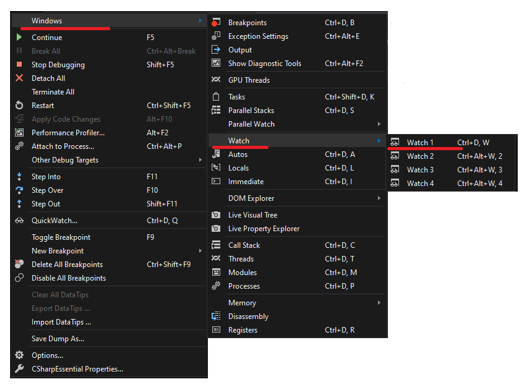 Windows
Continue F5
Break All Ctrl+Alt+Break
Stop Debugging Shift+F5
Detach All
Terminate All
Restart Ctrl+Shift+F5
Apply Code Changes Alt+F10
Performance Profiler... Alt+F2
Attach to Process... Ctrl+Alt+P
Other Debug Targets
Step Into F11
Step Over F10
Step Out Shift+F11
QuickWatch... Ctrl+D, Q
Toggle Breakpoint F9
New Breakpoint
Delete All Breakpoints Ctrl+Shift+F9
Disable All Breakpoints
Clear All DataTips
Export DataTips ...
Import DataTips ...
Save Dump As...
Options...
CSharpEssential Properties...
Breakpoints Ctrl+D, B
Exception Settings Ctrl+Alt+E
Output
Show Diagnostic Tools Ctrl+Alt+F2
GPU Threads
Tasks Ctrl+Shift+D, K
Parallel Stacks Ctrl+D, S
Parallel Watch
Watch
Autos Ctrl+D, A
Locals Ctrl+D, L
Immediate Ctrl+D, I
DOM Explorer
Live Visual Tree
Live Property Explorer
Call Stack Ctrl+D, C
Threads Ctrl+D, T
Modules Ctrl+D, M
Processes Ctrl+D, P
Memory
Disassembly
Registers Ctrl+D, R
Watch 1 Ctrl+D, W
Watch 2 Ctrl+Alt+W, 2
Watch 3 Ctrl+Alt+W, 3
Watch 4 Ctrl+Alt+W, 4